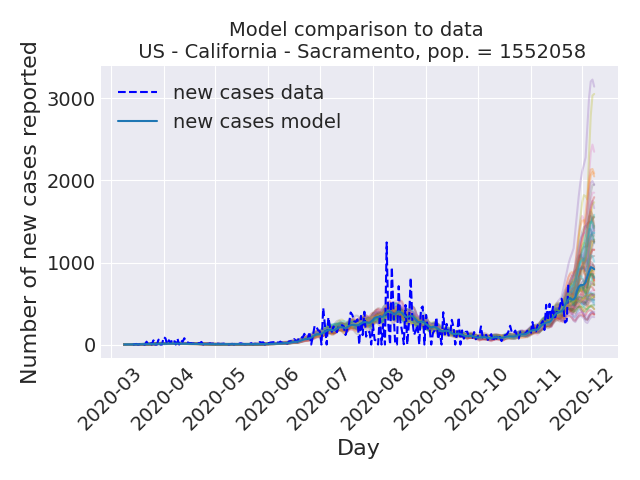 Model comparison to data
US - California - Sacramento, pop. = 1552058
Number of new cases reported
3000
2000
1000
0
new cases data
new cases model
2020-03
2020-04
2020-05
2020-06
2020-07
2020-08
2020-09
2020-10
2020-11
2020-12
Day